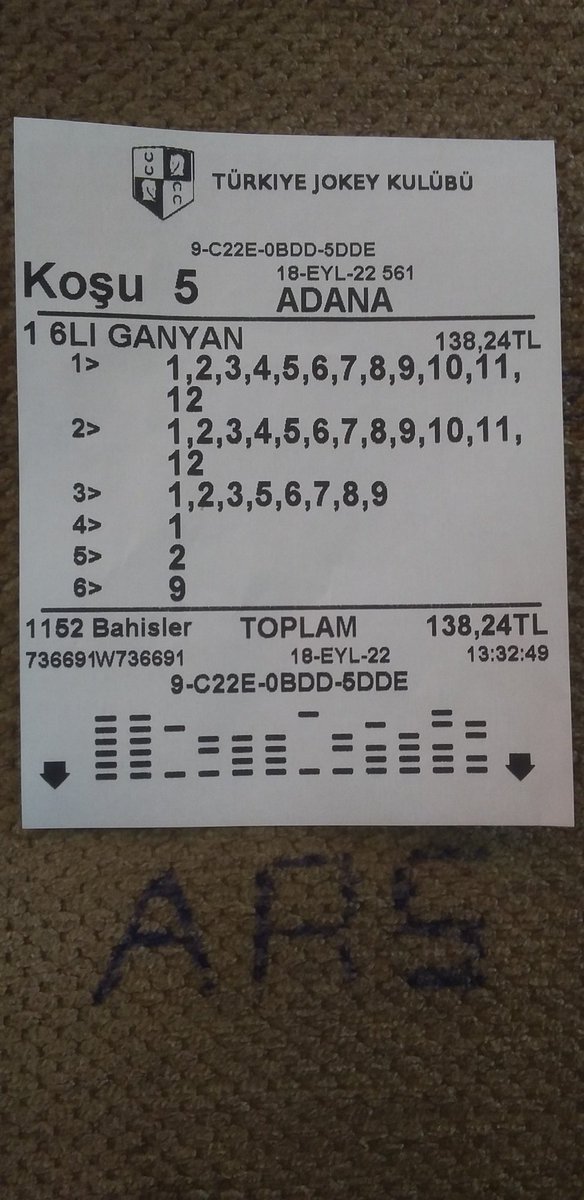 TÜRKIYE JOKEY KULÜBÜ
9-C22E-0BDD-5DDE
Koşu 5 18-EYL-22 561
ADANA
1 6LI GANYAN 138,24TL
1> 1,2,3,4,5,6,7,8,9,10,11,
12
2> 1,2,3,4,5,6,7,8,9,10,11,
12
3> 1,2,3,5,6,7,8,9
4> 1
5> 2
6> 9
1152 Bahisler TOPLAM 138,24TL
736691W736691 18-EYL-22 13:32:49
9-C22E-0BDD-5DDE
ARS